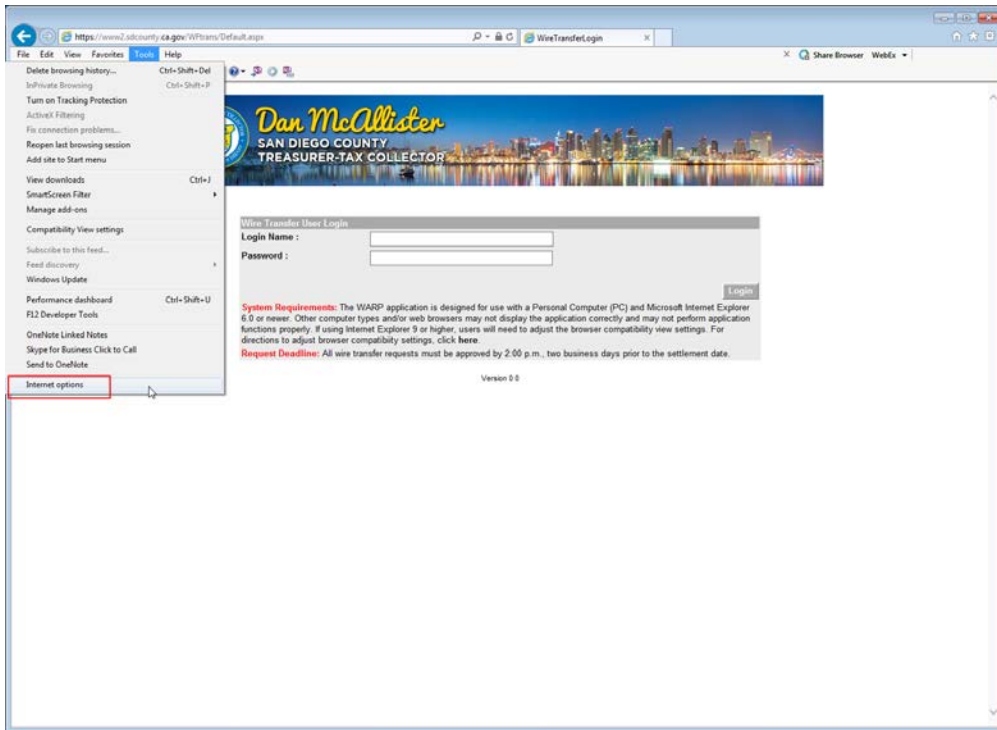 https://www2.sdcounty.ca.gov/WPtrans/Default.aspx
WireTransferLogin
File Edit View Favorites Tools Help
Share Browser WebEx
Delete browsing history... Ctrl+Shift+Del
InPrivate Browsing Ctrl+Shift+P
Turn on Tracking Protection
ActiveX Filtering
Fix connection problems...
Reopen last browsing session
Add site to Start menu
View downloads Ctrl+J
SmartScreen Filter
Manage add-ons
Compatibility View settings
Subscribe to this feed...
Feed discovery
Windows Update
Performance dashboard Ctrl+Shift+U
F12 Developer Tools
OneNote Linked Notes
Skype for Business Click to Call
Send to OneNote
Internet options
Dan McAllister
SAN DIEGO COUNTY
TREASURER-TAX COLLECTOR
Wire Transfer User Login
Login Name :
Password :
Login
System Requirements: The WARP application is designed for use with a Personal Computer (PC) and Microsoft Internet Explorer
6.0 or newer. Other computer types and/or web browsers may not display the application correctly and may not perform application
functions properly. If using Internet Explorer 9 or higher, users will need to adjust the browser compatibility view settings. For
directions to adjust browser compatibility settings, click here.
Request Deadline: All wire transfer requests must be approved by 2:00 p.m., two business days prior to the settlement date.
Version 0 0